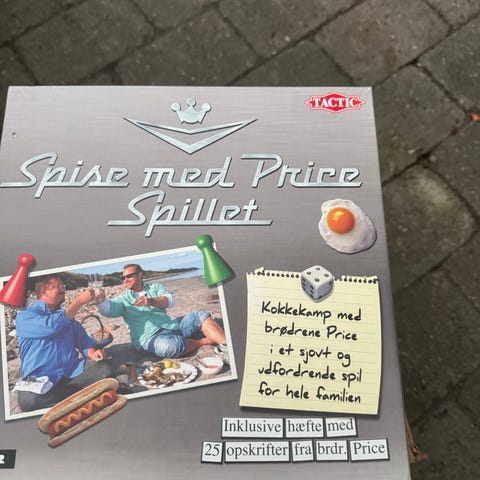 TACTIC
Spise med Price
Spillet
Kokkekamp med
brødrene Price
i et sjovt og
udfordrende spil
for hele familien
Inklusive hæfte med
25 opskrifter fra brdr. Price